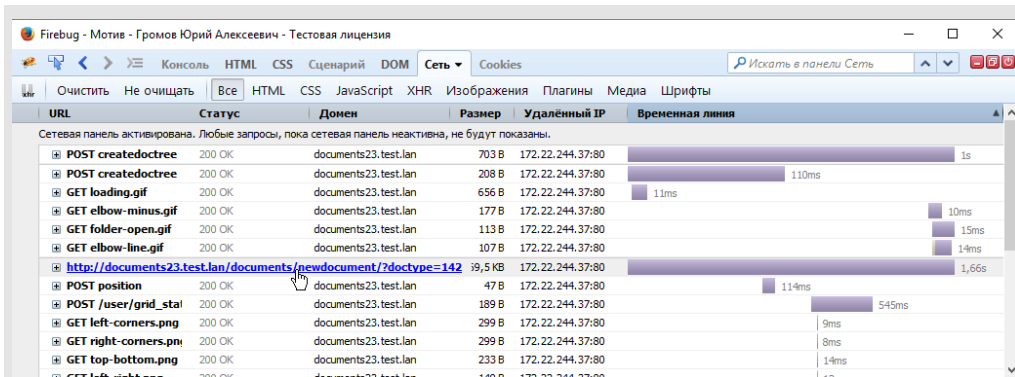 Firebug - Мотив - Громов Юрий Алексеевич - Тестовая лицензия
Консоль HTML CSS Сценарий DOM Сеть Cookies Искать в панели Сеть
Очистить Не очищать Все HTML CSS JavaScript XHR Изображения Плагины Медиа Шрифты
URL Статус Домен Размер Удалённый IP Временная линия
Сетевая панель активирована. Любые запросы, пока сетевая панель неактивна, не будут показаны.
POST createdoctree 200 OK documents23.test.lan 703 B 172.22.244.37:80 1s
POST createdoctree 200 OK documents23.test.lan 208 B 172.22.244.37:80 110ms
GET loading.gif 200 OK documents23.test.lan 656 B 172.22.244.37:80 11ms
GET elbow-minus.gif 200 OK documents23.test.lan 177 B 172.22.244.37:80 10ms
GET folder-open.gif 200 OK documents23.test.lan 113 B 172.22.244.37:80 15ms
GET elbow-line.gif 200 OK documents23.test.lan 107 B 172.22.244.37:80 14ms
http://documents23.test.lan/documents/newdocument/?doctype=142 9,5 KB 172.22.244.37:80 1,66s
POST position 200 OK documents23.test.lan 47 B 172.22.244.37:80 114ms
POST /user/grid_stat 200 OK documents23.test.lan 189 B 172.22.244.37:80 545ms
GET left-corners.png 200 OK documents23.test.lan 299 B 172.22.244.37:80 9ms
GET right-corners.png 200 OK documents23.test.lan 299 B 172.22.244.37:80 8ms
GET top-bottom.png 200 OK documents23.test.lan 233 B 172.22.244.37:80 14ms